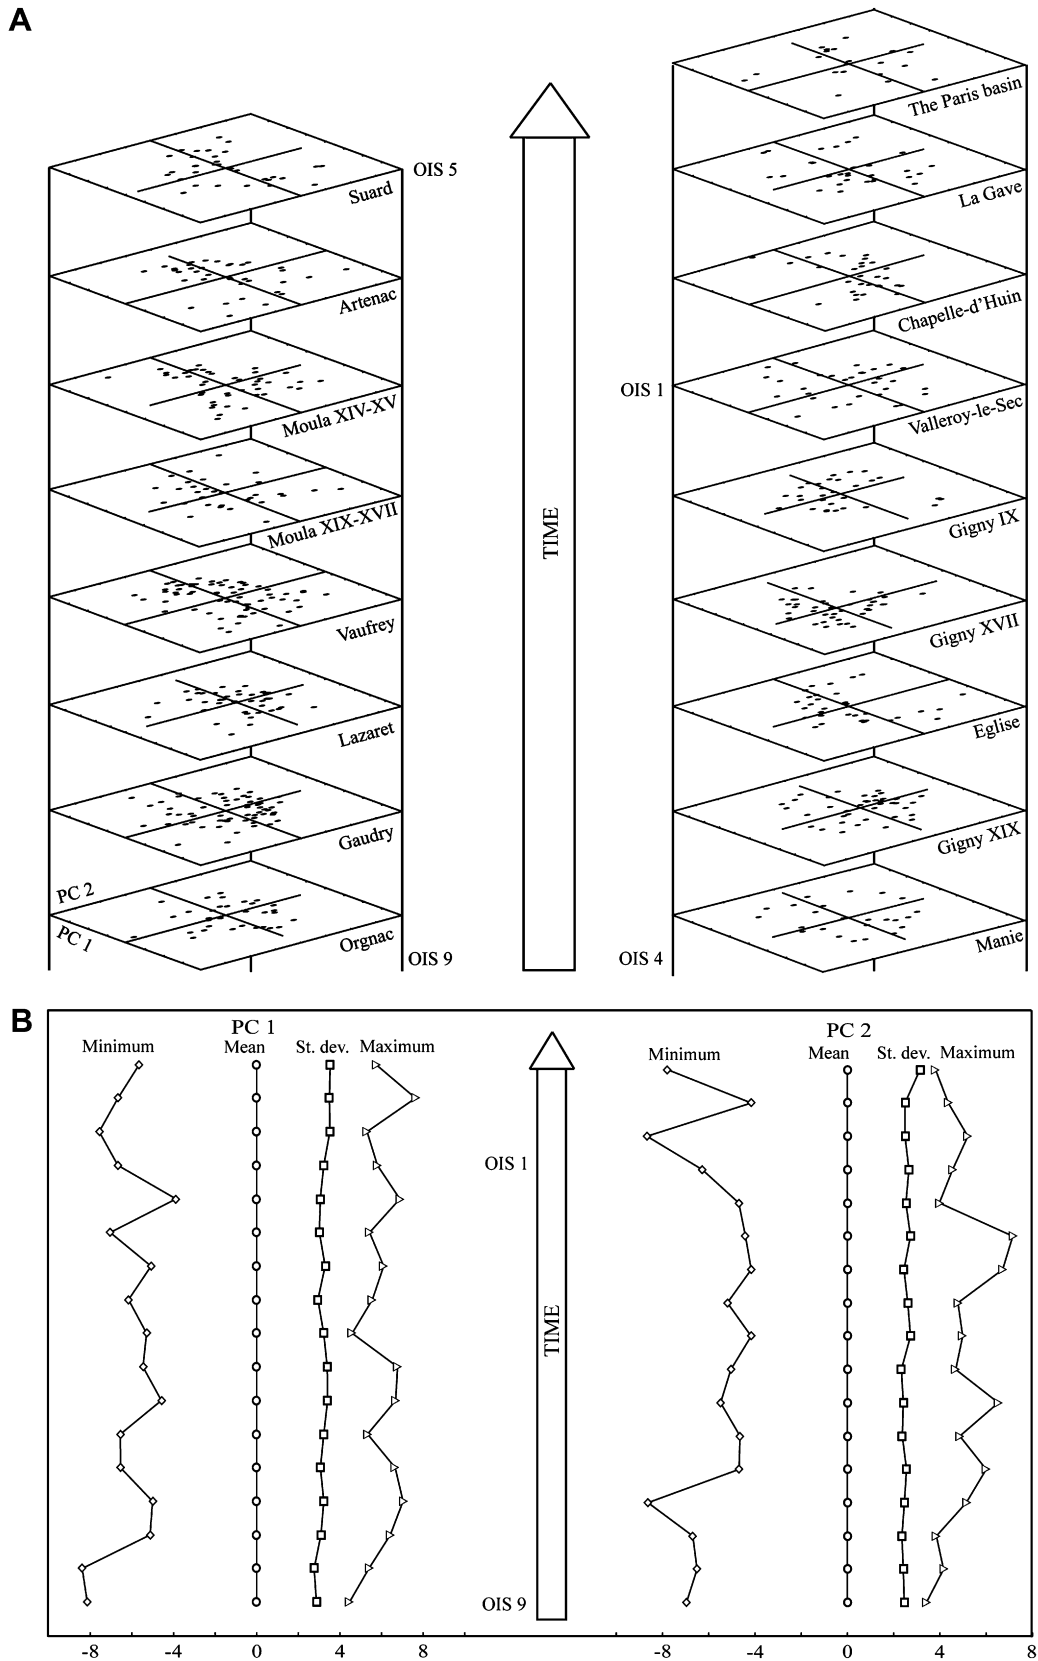 A
The Paris basin
OIS 5
Suard
La Gave
Artenac
Chapelle-d'Huin
OIS 1
Moula XIV-XV
Valleroy-le-Sec
TIME
Moula XIX-XVII
Gigny IX
Vaufrey
Gigny XVII
Lazaret
Eglise
Gaudry
Gigny XIX
PC 2
PC 1
Orgnac
Manie
OIS 9
OIS 4
B
PC 1
PC 2
Minimum Mean St. dev. Maximum
Minimum Mean St. dev. Maximum
OIS 1
TIME
OIS 9
-8 -4 0 4 8
-8 -4 0 4 8